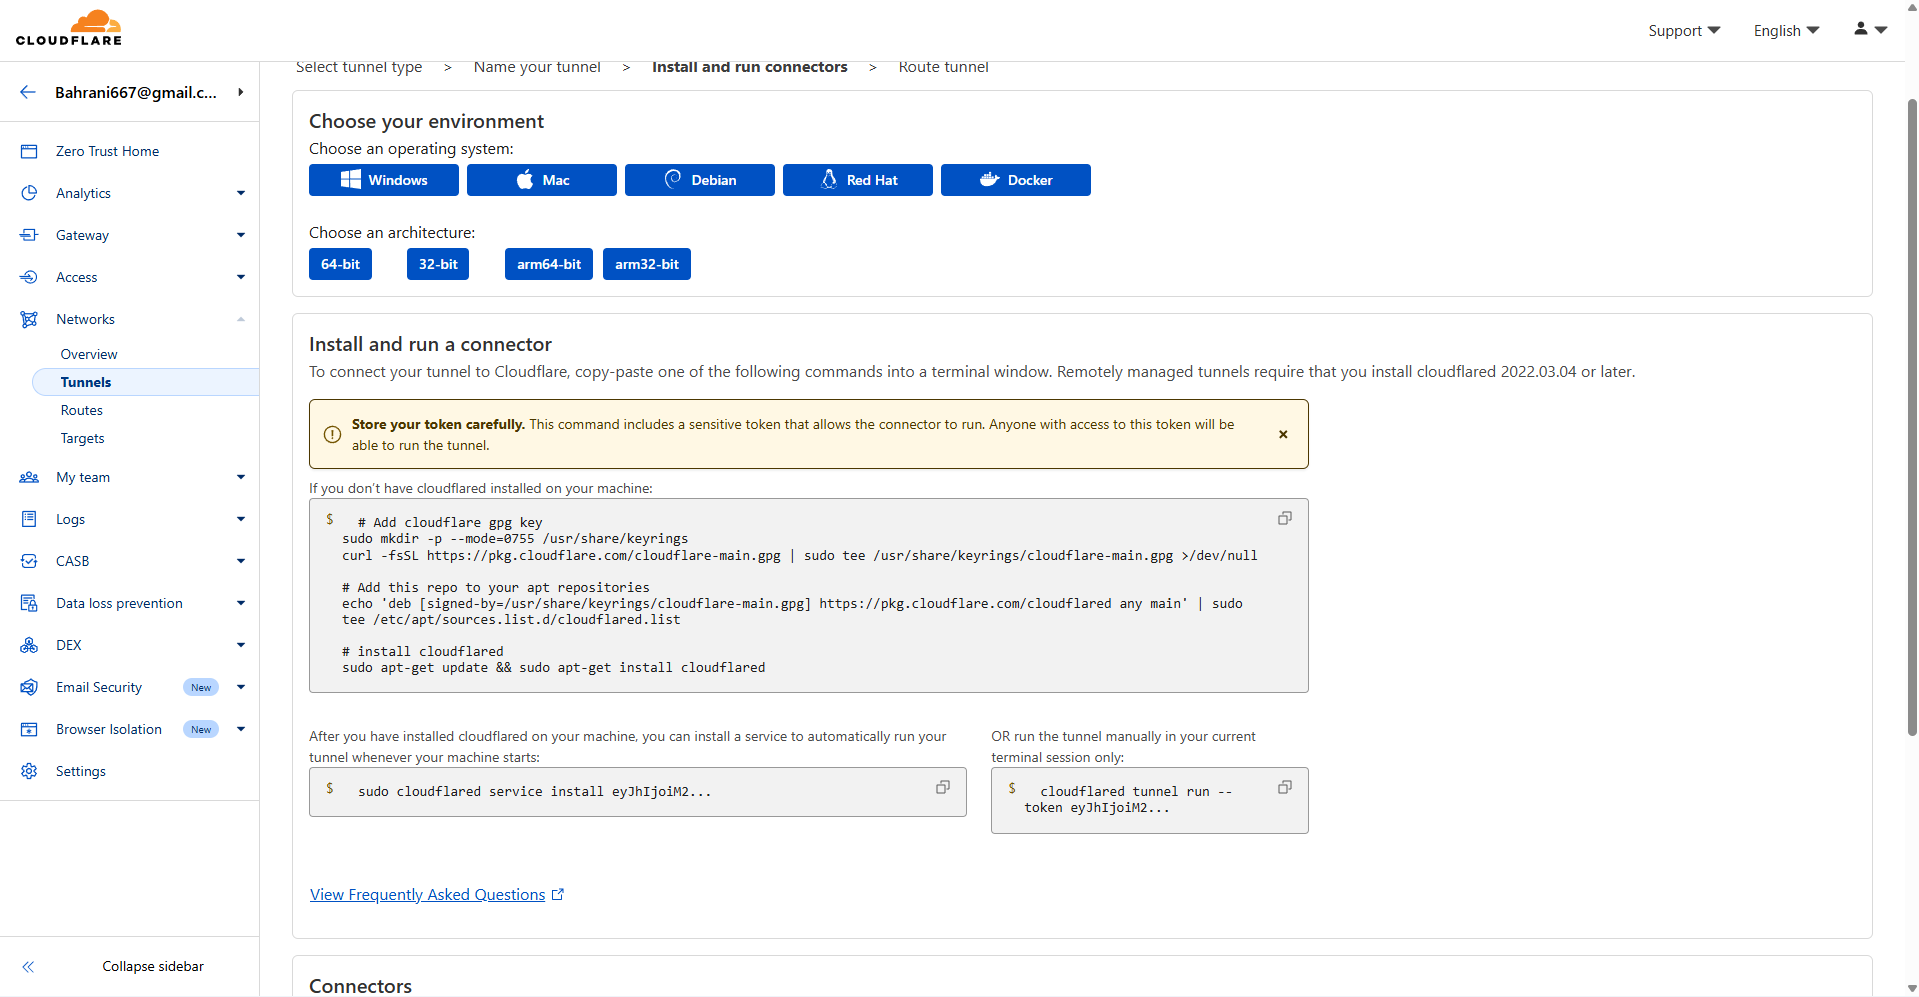 CLOUDFLARE
Support
English
Bahrani667@gmail.c...
Zero Trust Home
Analytics
Gateway
Access
Networks
Overview
Tunnels
Routes
Targets
My team
Logs
CASB
Data loss prevention
DEX
Email Security New
Browser Isolation New
Settings
Collapse sidebar
Select tunnel type > Name your tunnel > Install and run connectors > Route tunnel
Choose your environment
Choose an operating system:
Windows Mac Debian Red Hat Docker
Choose an architecture:
64-bit 32-bit arm64-bit arm32-bit
Install and run a connector
To connect your tunnel to Cloudflare, copy-paste one of the following commands into a terminal window. Remotely managed tunnels require that you install cloudflared 2022.03.04 or later.
Store your token carefully. This command includes a sensitive token that allows the connector to run. Anyone with access to this token will be
able to run the tunnel.
If you don’t have cloudflared installed on your machine:
$ # Add cloudflare gpg key
sudo mkdir -p --mode=0755 /usr/share/keyrings
curl -fsSL https://pkg.cloudflare.com/cloudflare-main.gpg | sudo tee /usr/share/keyrings/cloudflare-main.gpg >/dev/null
# Add this repo to your apt repositories
echo 'deb [signed-by=/usr/share/keyrings/cloudflare-main.gpg] https://pkg.cloudflare.com/cloudflared any main' | sudo
tee /etc/apt/sources.list.d/cloudflared.list
# install cloudflared
sudo apt-get update && sudo apt-get install cloudflared
After you have installed cloudflared on your machine, you can install a service to automatically run your
tunnel whenever your machine starts:
$ sudo cloudflared service install eyJhIjoiM2...
OR run the tunnel manually in your current
terminal session only:
$ cloudflared tunnel run --
token eyJhIjoiM2...
View Frequently Asked Questions
Connectors